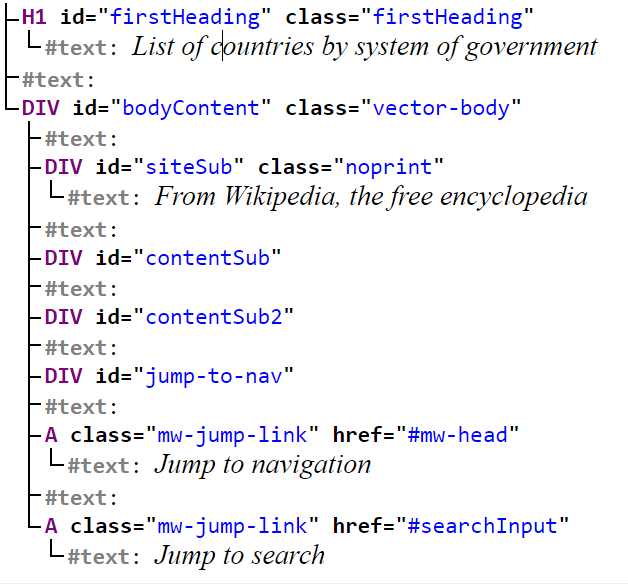 H1 id="firstHeading" class="firstHeading"
#text: List of countries by system of government
#text:
DIV id="bodyContent" class="vector-body"
#text:
DIV id="siteSub" class="noprint"
#text: From Wikipedia, the free encyclopedia
#text:
DIV id="contentSub"
#text:
DIV id="contentSub2"
#text:
DIV id="jump-to-nav"
#text:
A class="mw-jump-link" href="#mw-head"
#text: Jump to navigation
#text:
A class="mw-jump-link" href="#searchInput"
#text: Jump to search